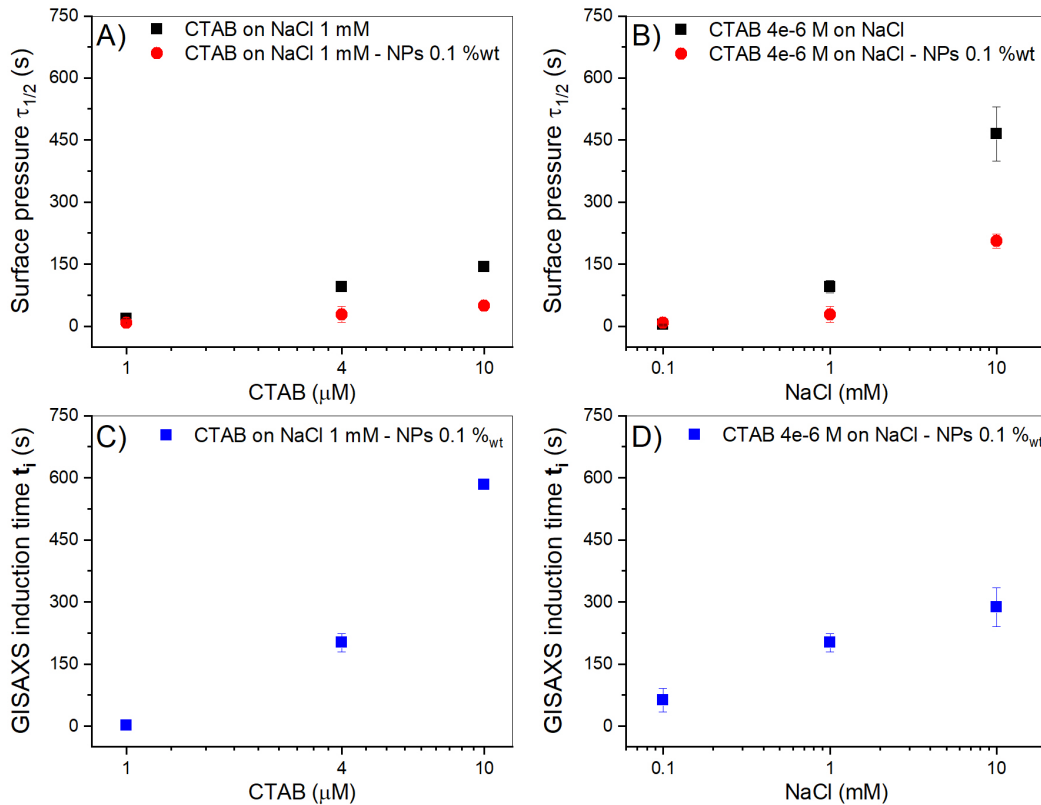 A)
CTAB on NaCl 1 mM
CTAB on NaCl 1 mM - NPs 0.1 %wt
Surface pressure τ1/2 (s)
750
600
450
300
150
0
1
4
10
CTAB (μM)
B)
CTAB 4e-6 M on NaCl
CTAB 4e-6 M on NaCl - NPs 0.1 %wt
Surface pressure τ1/2 (s)
750
600
450
300
150
0
0.1
1
10
NaCl (mM)
C)
CTAB on NaCl 1 mM - NPs 0.1 %wt
GISAXS induction time ti (s)
750
600
450
300
150
0
1
4
10
CTAB (μM)
D)
CTAB 4e-6 M on NaCl - NPs 0.1 %wt
GISAXS induction time ti (s)
750
600
450
300
150
0
0.1
1
10
NaCl (mM)